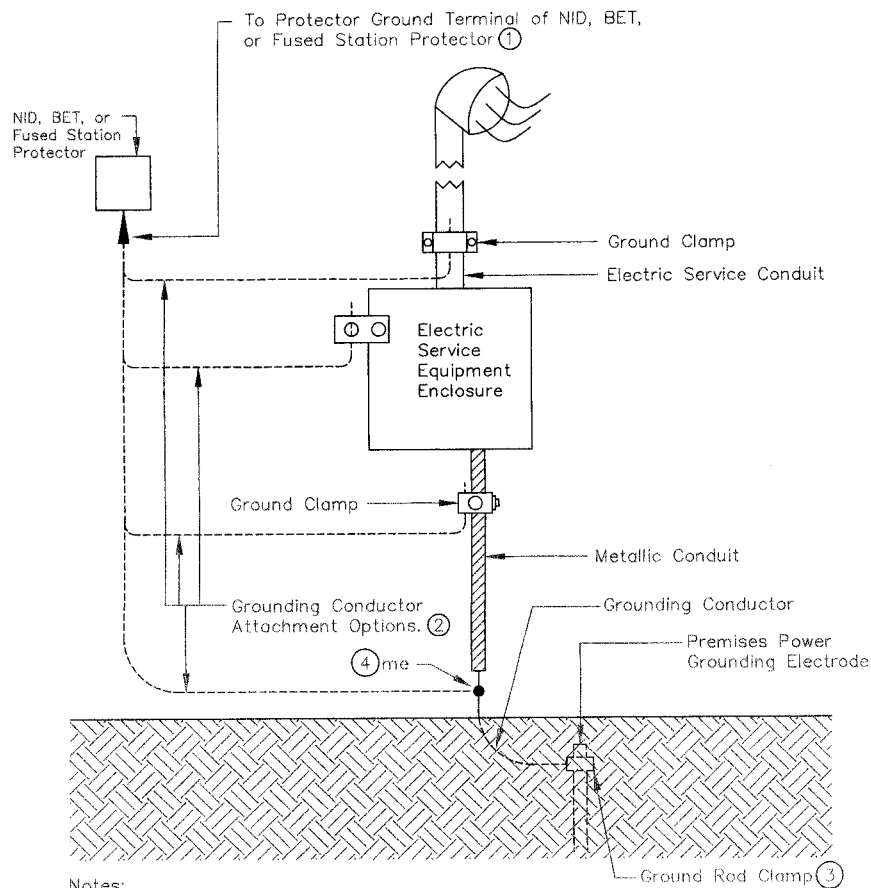 To Protector Ground Terminal of NID, BET,
or Fused Station Protector ①
NID, BET, or
Fused Station
Protector
Ground Clamp
Electric Service Conduit
Electric
Service
Equipment
Enclosure
Ground Clamp
Metallic Conduit
Grounding Conductor
Attachment Options. ②
Grounding Conductor
④me
Premises Power
Grounding Electrode
Ground Rod Clamp ③
Notes: